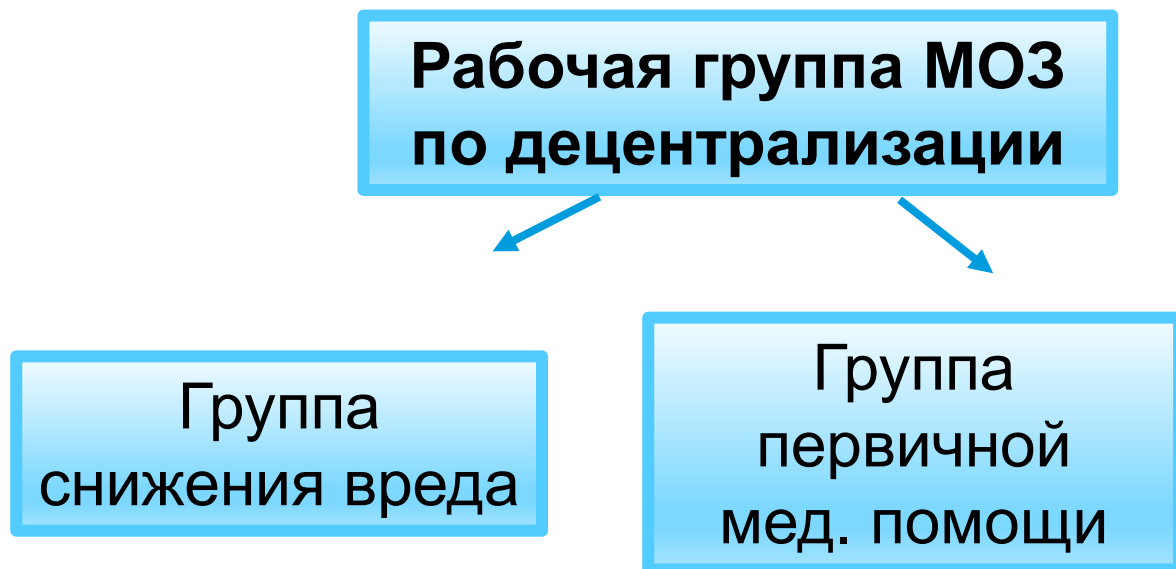 Рабочая группа МОЗ
по децентрализации
Группа
снижения вреда
Группа
первичной
мед. помощи